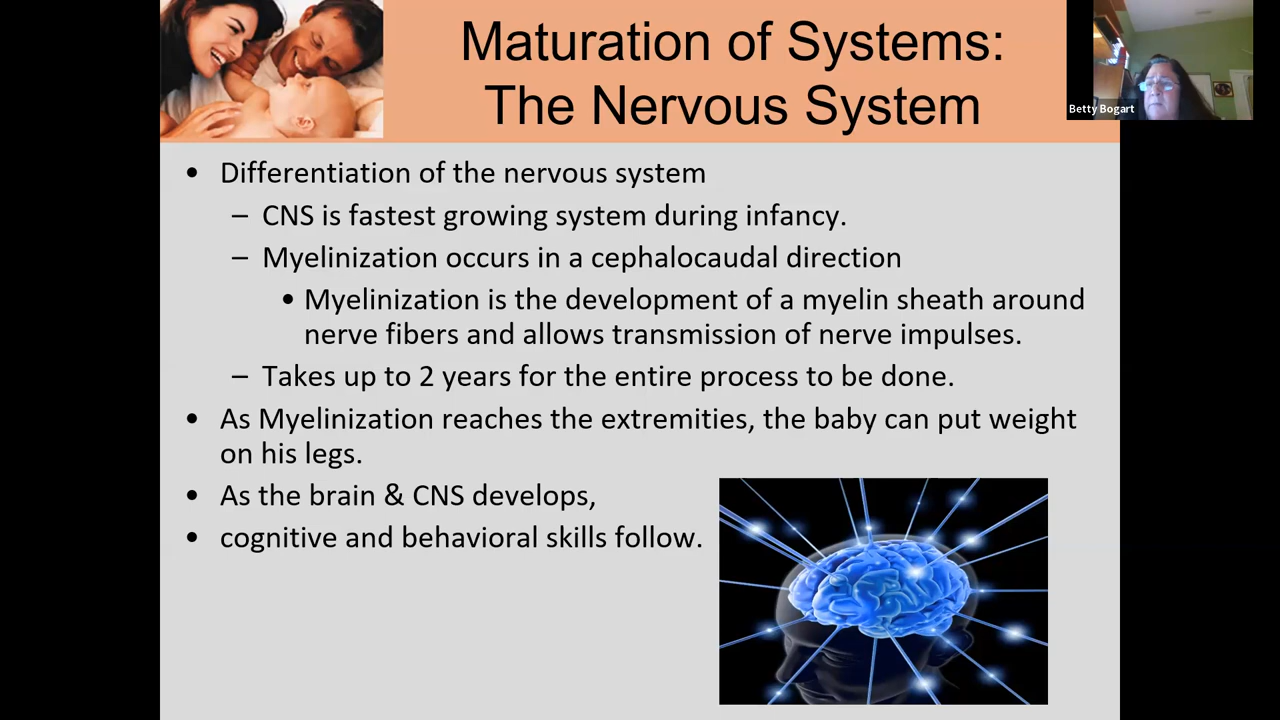 Maturation of Systems:
The Nervous System
Betty Bogart
• Differentiation of the nervous system
– CNS is fastest growing system during infancy.
– Myelinization occurs in a cephalocaudal direction
• Myelinization is the development of a myelin sheath around
nerve fibers and allows transmission of nerve impulses.
– Takes up to 2 years for the entire process to be done.
• As Myelinization reaches the extremities, the baby can put weight
on his legs.
• As the brain & CNS develops,
• cognitive and behavioral skills follow.